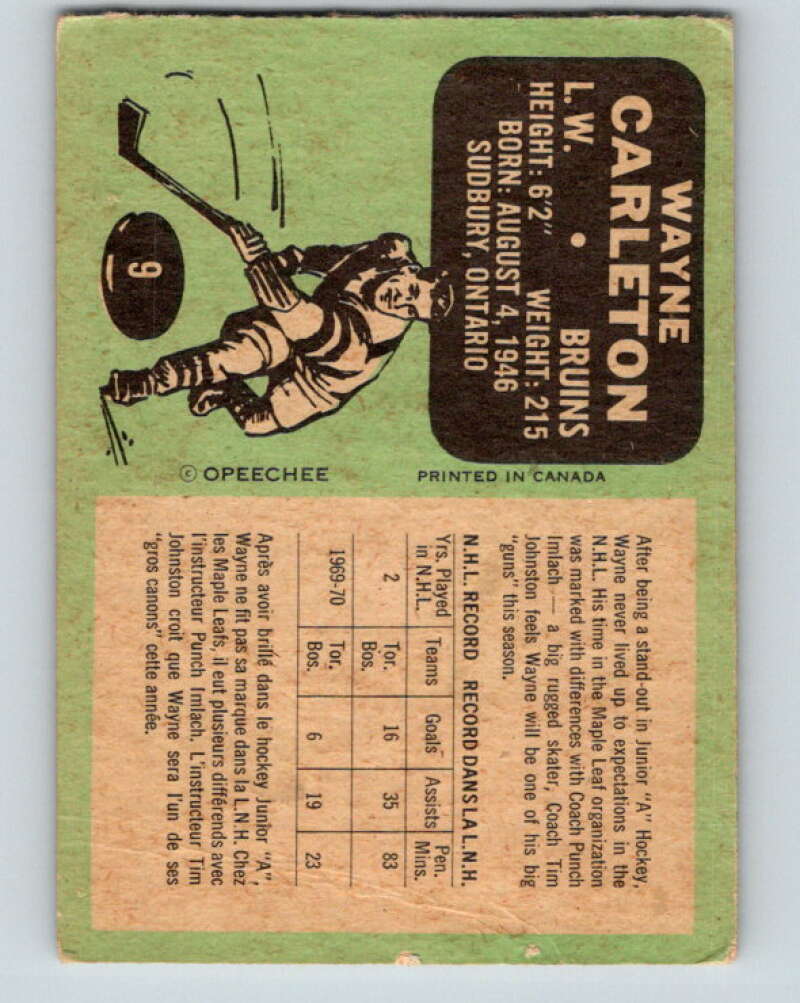 WAYNE
CARLETON
L.W. • BRUINS
HEIGHT: 6'2" WEIGHT: 215
BORN: AUGUST 4, 1946
SUDBURY, ONTARIO
9
© OPEECHEE
PRINTED IN CANADA
After being a stand-out in Junior "A" Hockey,
Wayne never lived up to expectations in the
N.H.L. His time in the Maple Leaf organization
was marked with differences with Coach Punch
Imlach — a big rugged skater, Coach Tim
Johnston feels Wayne will be one of his big
"guns" this season.
N.H.L. RECORD RECORD DANS LA L.N.H.
Yrs. Played in N.H.L. Teams Goals Assists Pen. Mins.
2 Tor. Bos. 16 35 83
1969-70 Tor. Bos. 6 19 23
Après avoir brillé dans le hockey Junior "A",
Wayne ne fit pas sa marque dans la L.N.H. Chez
les Maple Leafs, il eut plusieurs différends avec
l'instructeur Punch Imlach. L'instructeur Tim
Johnston croit que Wayne sera l'un de ses
"gros canons" cette année.